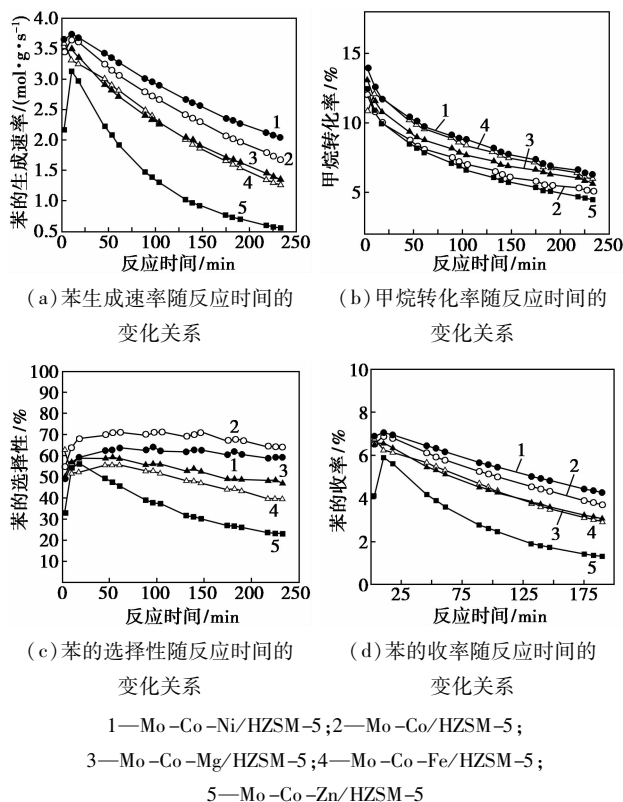 苯的生成速率/(mol·g·s⁻¹)
4.0
3.5
3.0
2.5
2.0
1.5
1.0
0.5
0 50 100 150 200 250
反应时间/min
1
2
3
4
5
(a)苯生成速率随反应时间的
变化关系
甲烷转化率/%
15
10
5
0 50 100 150 200 250
反应时间/min
1
4
3
2
5
(b)甲烷转化率随反应时间的
变化关系
苯的选择性/%
100
90
80
70
60
50
40
30
20
10
0 50 100 150 200 250
反应时间/min
2
1
3
4
5
(c)苯的选择性随反应时间的
变化关系
苯的收率/%
10
8
6
4
2
0
25 75 125 175
反应时间/min
1
2
3
4
5
(d)苯的收率随反应时间的
变化关系
1—Mo-Co-Ni/HZSM-5;2—Mo-Co/HZSM-5;
3—Mo-Co-Mg/HZSM-5;4—Mo-Co-Fe/HZSM-5;
5—Mo-Co-Zn/HZSM-5